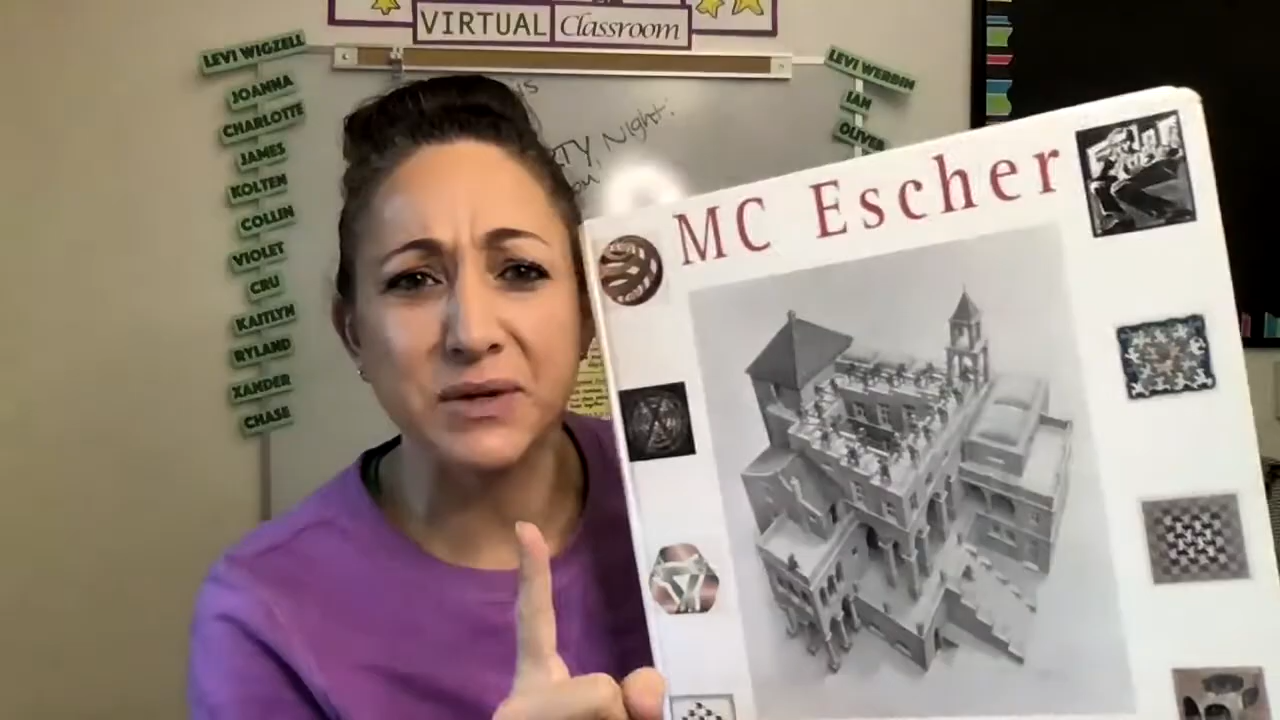 VIRTUAL Classroom
LEVI WIGZELL
JOANNA
CHARLOTTE
JAMES
KOLTEN
COLLIN
VIOLET
CRU
KAITLYN
RYLAND
XANDER
CHASE
Night!
LEVI WERDIN
IAN
OLIVER
MC Escher